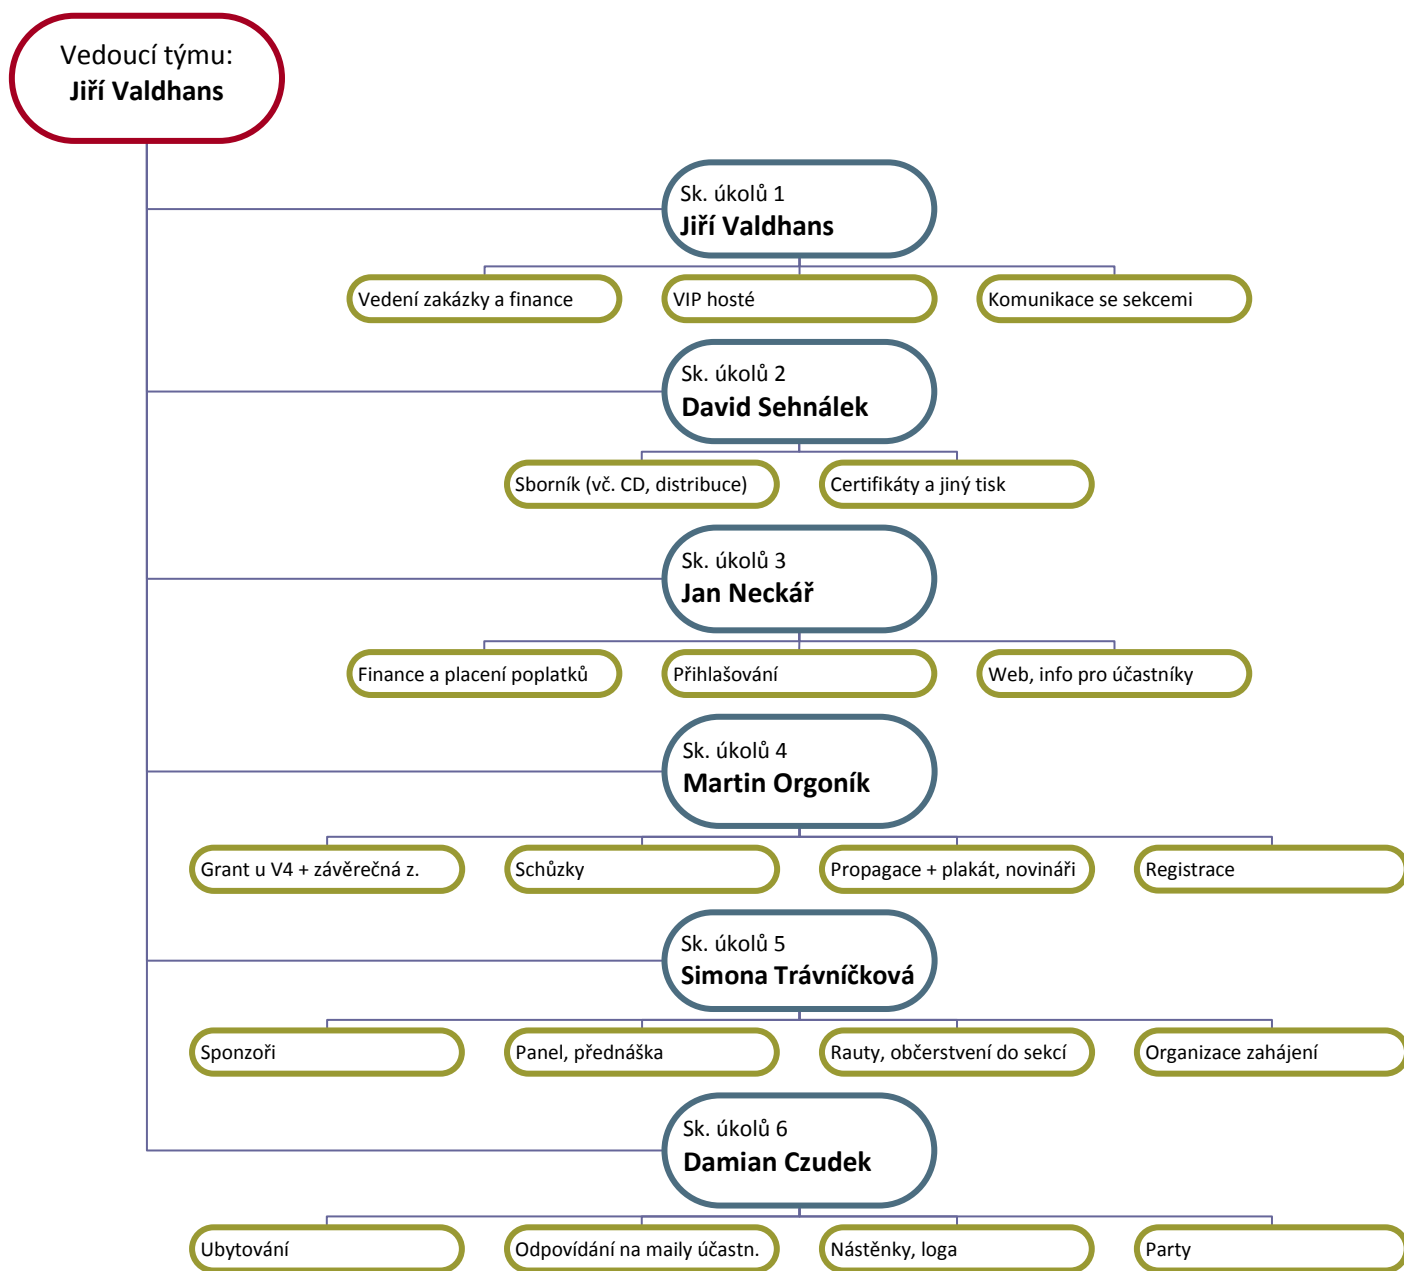 Vedoucí týmu:
Jiří Valdhans
Sk. úkolů 1
Jiří Valdhans
Vedení zakázky a finance
VIP hosté
Komunikace se sekcemi
Sk. úkolů 2
David Sehnálek
Sborník (vč. CD, distribuce)
Certifikáty a jiný tisk
Sk. úkolů 3
Jan Neckář
Finance a placení poplatků
Přihlašování
Web, info pro účastníky
Sk. úkolů 4
Martin Orgoník
Grant u V4 + závěrečná z.
Schůzky
Propagace + plakát, novináři
Registrace
Sk. úkolů 5
Simona Trávníčková
Sponzoři
Panel, přednáška
Rauty, občerstvení do sekcí
Organizace zahájení
Sk. úkolů 6
Damian Czudek
Ubytování
Odpovídání na maily účastn.
Nástěnky, loga
Party